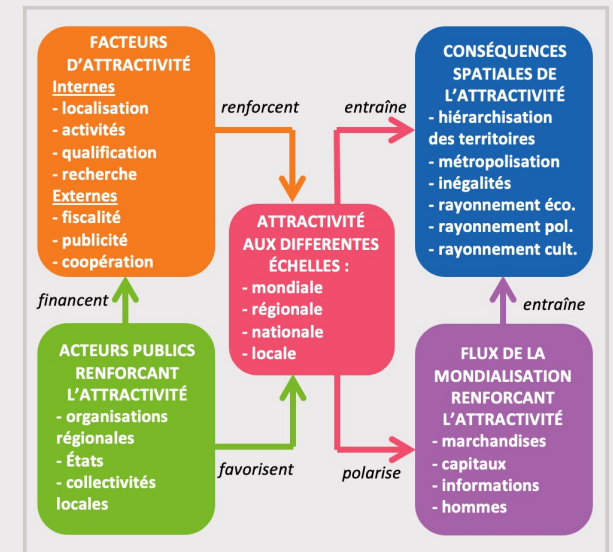 FACTEURS
D’ATTRACTIVITÉ
Internes
- localisation
- activités
- qualification
- recherche
Externes
- fiscalité
- publicité
- coopération
renforcent
entraîne
CONSÉQUENCES
SPATIALES DE
L’ATTRACTIVITÉ
- hiérarchisation
des territoires
- métropolisation
- inégalités
- rayonnement éco.
- rayonnement pol.
- rayonnement cult.
ATTRACTIVITÉ
AUX DIFFERENTES
ÉCHELLES :
- mondiale
- régionale
- nationale
- locale
financent
entraîne
ACTEURS PUBLICS
RENFORCANT
L’ATTRACTIVITÉ
- organisations
régionales
- États
- collectivités
locales
favorisent
polarise
FLUX DE LA
MONDIALISATION
RENFORCANT
L’ATTRACTIVITÉ
- marchandises
- capitaux
- informations
- hommes